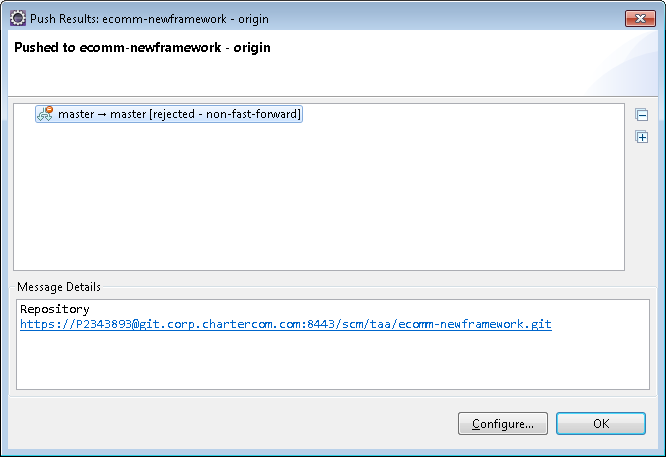 Push Results: ecomm-newframework - origin
Pushed to ecomm-newframework - origin
master → master [rejected - non-fast-forward]
Message Details
Repository
https://P2343893@git.corp.chartercom.com:8443/scm/taa/ecomm-newframework.git
Configure... OK